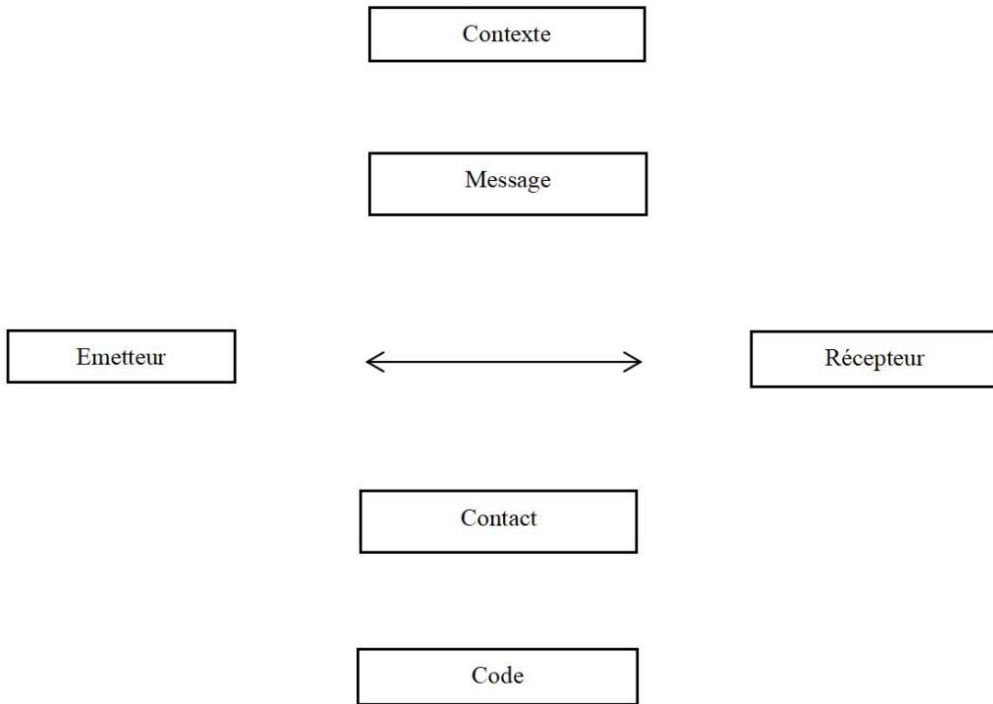 Contexte
Message
Emetteur
Récepteur
Contact
Code